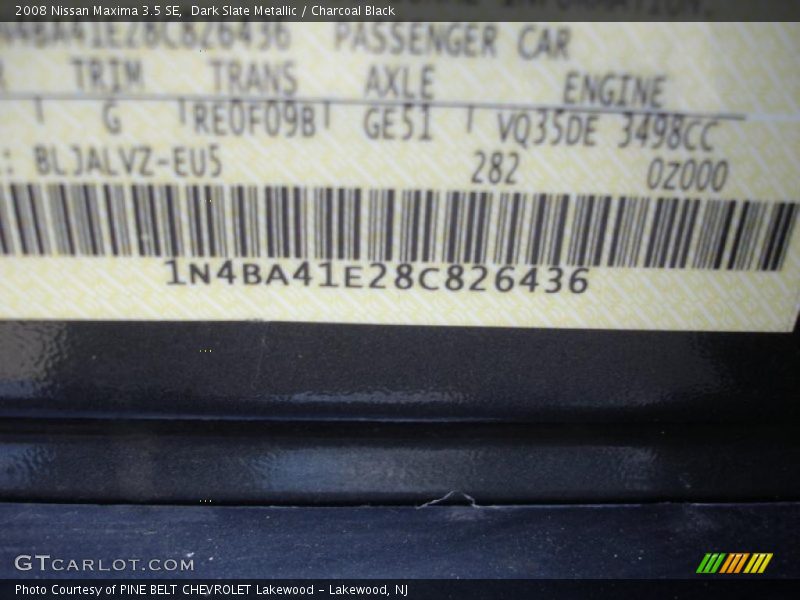 2008 Nissan Maxima 3.5 SE, Dark Slate Metallic / Charcoal Black
N4BA41E28C826436 PASSENGER CAR
TRIM TRANS AXLE ENGINE
G RE0F09B GE51 VQ35DE 3498CC
: BLJALVZ-EU5 282 0Z000
1N4BA41E28C826436
GTCARLOT.COM
Photo Courtesy of PINE BELT CHEVROLET Lakewood - Lakewood, NJ